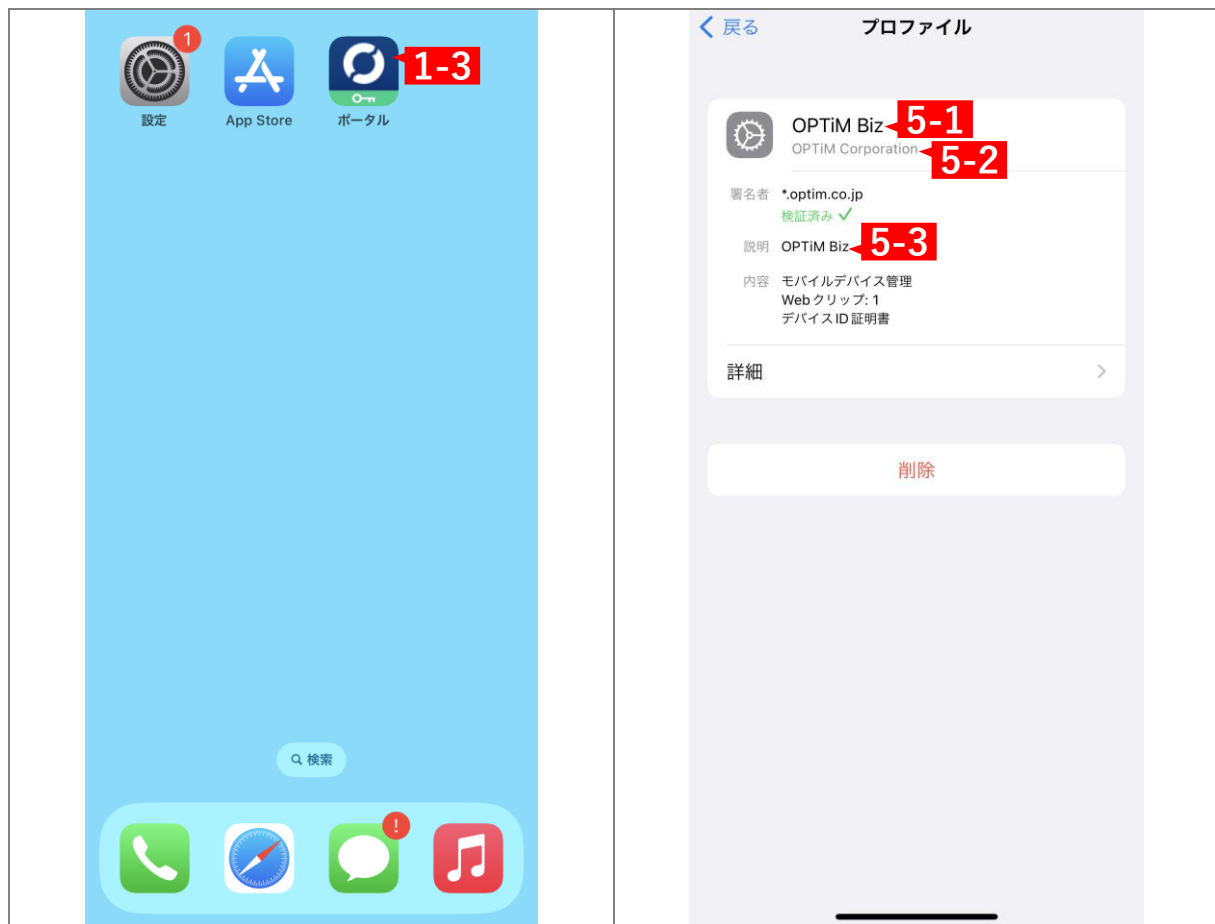 1
1-3
設定
App Store
ポータル
検索
!
戻る
プロファイル
OPTiM Biz
5-1
OPTiM Corporation
5-2
署名者 *.optim.co.jp
検証済み
説明 OPTiM Biz
5-3
内容 モバイルデバイス管理
Webクリップ: 1
デバイスID証明書
詳細
削除